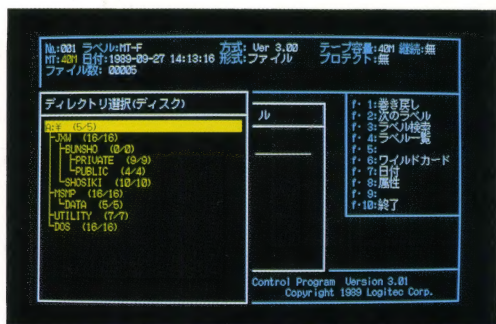 No.:001 ラベル:MT-F 方式: Ver 3.00 テープ容量:40M 継続:無
MT:40M 日付:1989-09-27 14:13:16 形式:ファイル プロテクト:無
ファイル数: 00005
ディレクトリ選択(ディスク)
A:¥ (5/5)
JXW (16/16)
BUNSHO (0/0)
PRIVATE (9/9)
PUBLIC (4/4)
SHOSIKI (10/10)
MSMP (16/16)
DATA (5/5)
UTILITY (7/7)
DOS (16/16)
ル
f・ 1:巻き戻し
f・ 2:次のラベル
f・ 3:ラベル検索
f・ 4:ラベル一覧
f・ 5:
f・ 6:ワイルドカード
f・ 7:日付
f・ 8:属性
f・ 9:
f・10:終了
Control Program Version 3.01
Copyright 1989 Logitec Corp.